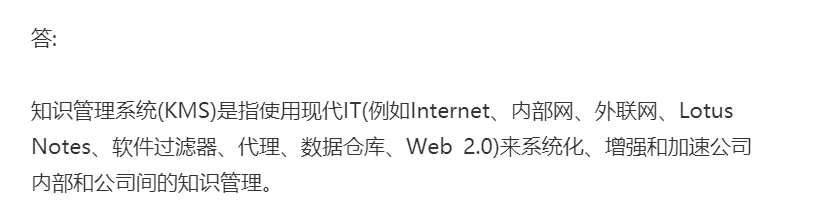 答:
知识管理系统(KMS)是指使用现代IT(例如Internet、内部网、外联网、Lotus
Notes、软件过滤器、代理、数据仓库、Web 2.0)来系统化、增强和加速公司
内部和公司间的知识管理。